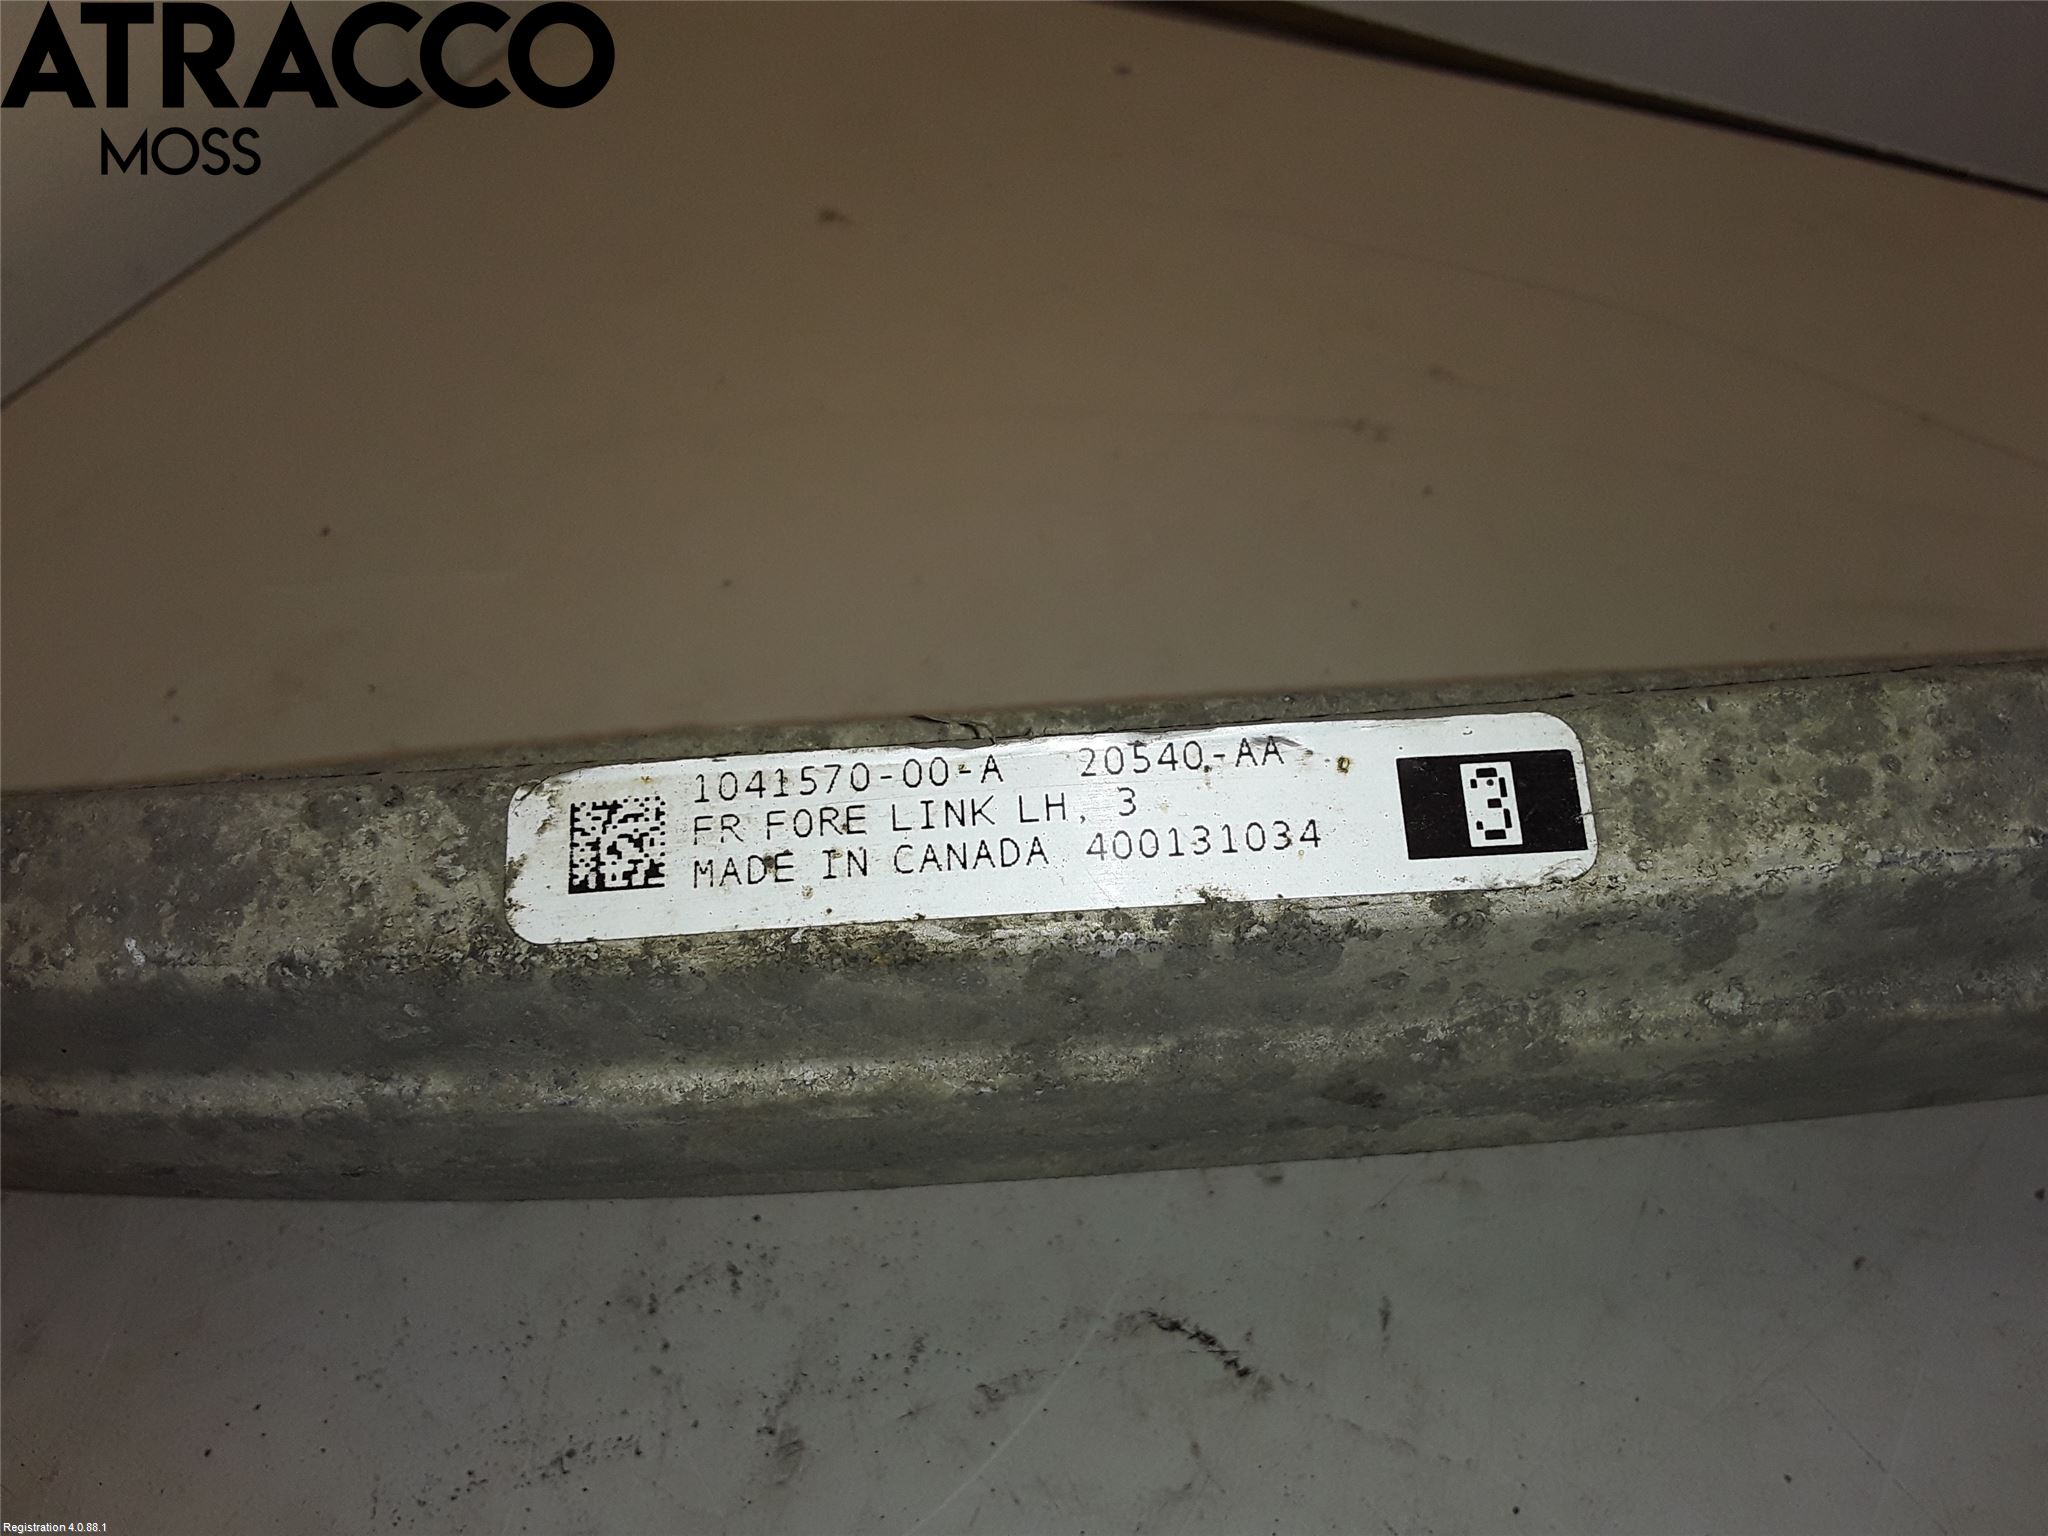 ATRACCO
MOSS
1041570-00-A 20540-AA
FR FORE LINK LH, 3
MADE IN CANADA 400131034
3
Registration 4.0.88.1